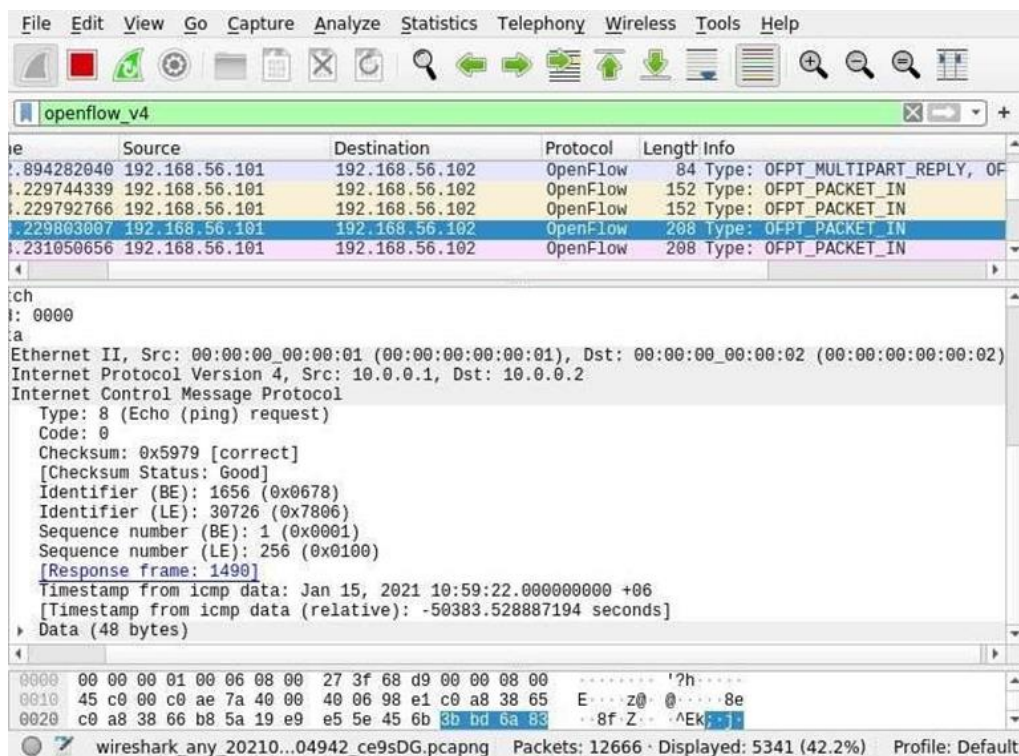 File Edit View Go Capture Analyze Statistics Telephony Wireless Tools Help
openflow_v4
e Source Destination Protocol Length Info
.894282040 192.168.56.101 192.168.56.102 OpenFlow 84 Type: OFPT_MULTIPART_REPLY, OF
.229744339 192.168.56.101 192.168.56.102 OpenFlow 152 Type: OFPT_PACKET_IN
.229792766 192.168.56.101 192.168.56.102 OpenFlow 152 Type: OFPT_PACKET_IN
.229803007 192.168.56.101 192.168.56.102 OpenFlow 208 Type: OFPT_PACKET_IN
.231050656 192.168.56.101 192.168.56.102 OpenFlow 208 Type: OFPT_PACKET_IN
tch
: 0000
a
Ethernet II, Src: 00:00:00_00:00:01 (00:00:00:00:00:01), Dst: 00:00:00_00:00:02 (00:00:00:00:00:02)
Internet Protocol Version 4, Src: 10.0.0.1, Dst: 10.0.0.2
Internet Control Message Protocol
Type: 8 (Echo (ping) request)
Code: 0
Checksum: 0x5979 [correct]
[Checksum Status: Good]
Identifier (BE): 1656 (0x0678)
Identifier (LE): 30726 (0x7806)
Sequence number (BE): 1 (0x0001)
Sequence number (LE): 256 (0x0100)
[Response frame: 1490]
Timestamp from icmp data: Jan 15, 2021 10:59:22.000000000 +06
[Timestamp from icmp data (relative): -50383.528887194 seconds]
Data (48 bytes)
0000 00 00 00 01 00 06 08 00 27 3f 68 d9 00 00 08 00 ········ '?h·····
0010 45 c0 00 c0 ae 7a 40 00 40 06 98 e1 c0 a8 38 65 E····z@· @·····8e
0020 c0 a8 38 66 b8 5a 19 e9 e5 5e 45 6b 3b bd 6a 83 ··8f·Z·· ·^Ek;·j·
wireshark_any_20210...04942_ce9sDG.pcapng Packets: 12666 · Displayed: 5341 (42.2%) Profile: Default